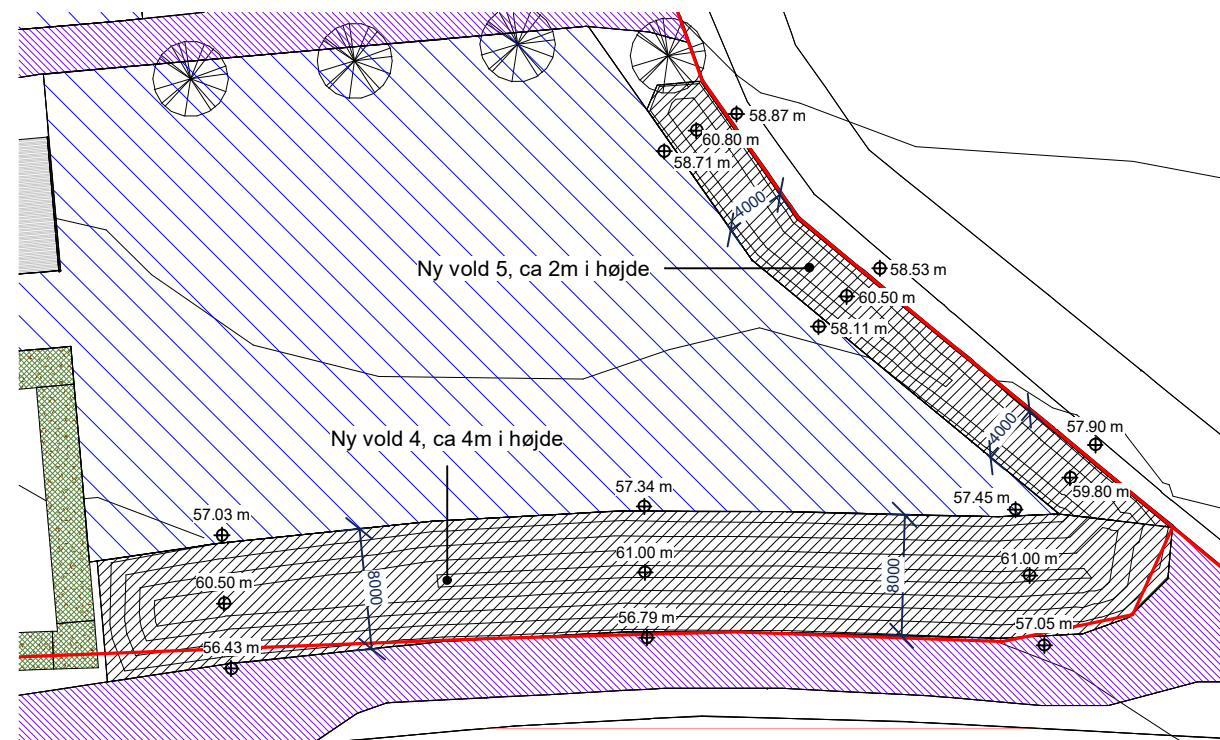 58.87 m
60.80 m
58.71 m
4000
Ny vold 5, ca 2m i højde
58.53 m
60.50 m
58.11 m
4000
57.90 m
Ny vold 4, ca 4m i højde
59.80 m
57.34 m
57.45 m
57.03 m
61.00 m
61.00 m
60.50 m
8000
8000
56.79 m
57.05 m
56.43 m